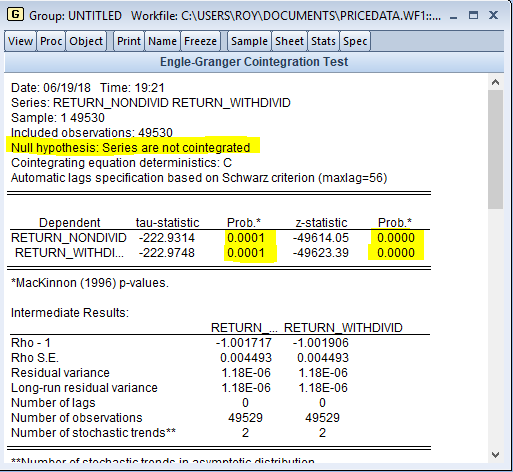 G Group: UNTITLED Workfile: C:\USERS\ROY\DOCUMENTS\PRICEDATA.WF1::...
View Proc Object Print Name Freeze Sample Sheet Stats Spec
Engle-Granger Cointegration Test
Date: 06/19/18 Time: 19:21
Series: RETURN_NONDIVID RETURN_WITHDIVID
Sample: 1 49530
Included observations: 49530
Null hypothesis: Series are not cointegrated
Cointegrating equation deterministics: C
Automatic lags specification based on Schwarz criterion (maxlag=56)
Dependent tau-statistic Prob.* z-statistic Prob.*
RETURN_NONDIVID -222.9314 0.0001 -49614.05 0.0000
RETURN_WITHDI... -222.9748 0.0001 -49623.39 0.0000
*MacKinnon (1996) p-values.
Intermediate Results:
RETURN_... RETURN_WITHDIVID
Rho - 1 -1.001717 -1.001906
Rho S.E. 0.004493 0.004493
Residual variance 1.18E-06 1.18E-06
Long-run residual variance 1.18E-06 1.18E-06
Number of lags 0 0
Number of observations 49529 49529
Number of stochastic trends** 2 2
**Number of stochastic trends in asymptotic distribution